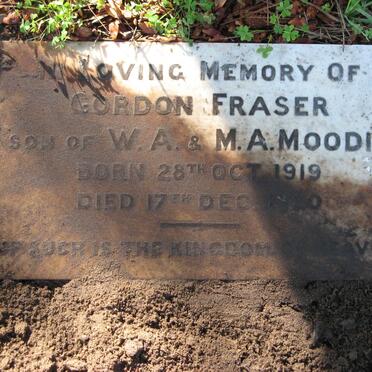 IN LOVING MEMORY OF
GORDON FRASER
SON OF W. A. & M. A. MOODI
BORN 28TH OCT. 1919
DIED 17TH DEC.
SUCH IS THE KINGDOM